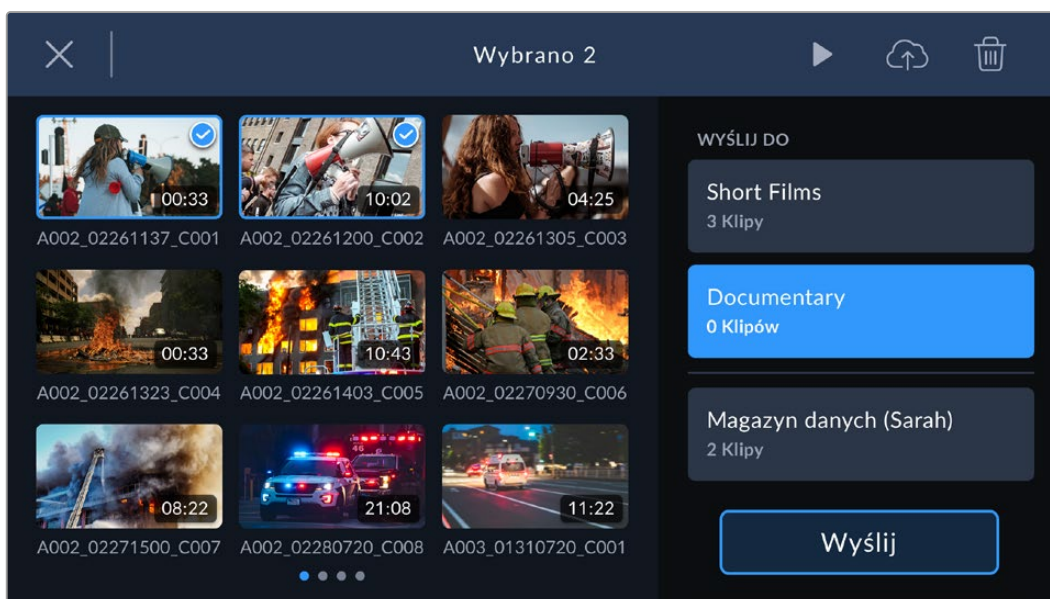 Wybrano 2
00:33
10:02
04:25
A002_02261137_C001
A002_02261200_C002
A002_02261305_C003
00:33
10:43
02:33
A002_02261323_C004
A002_02261403_C005
A002_02270930_C006
08:22
46
21:08
11:22
A002_02271500_C007
A002_02280720_C008
A003_01310720_C001
WYŚLIJ DO
Short Films
3 Klipy
Documentary
0 Klipów
Magazyn danych (Sarah)
2 Klipy
Wyślij